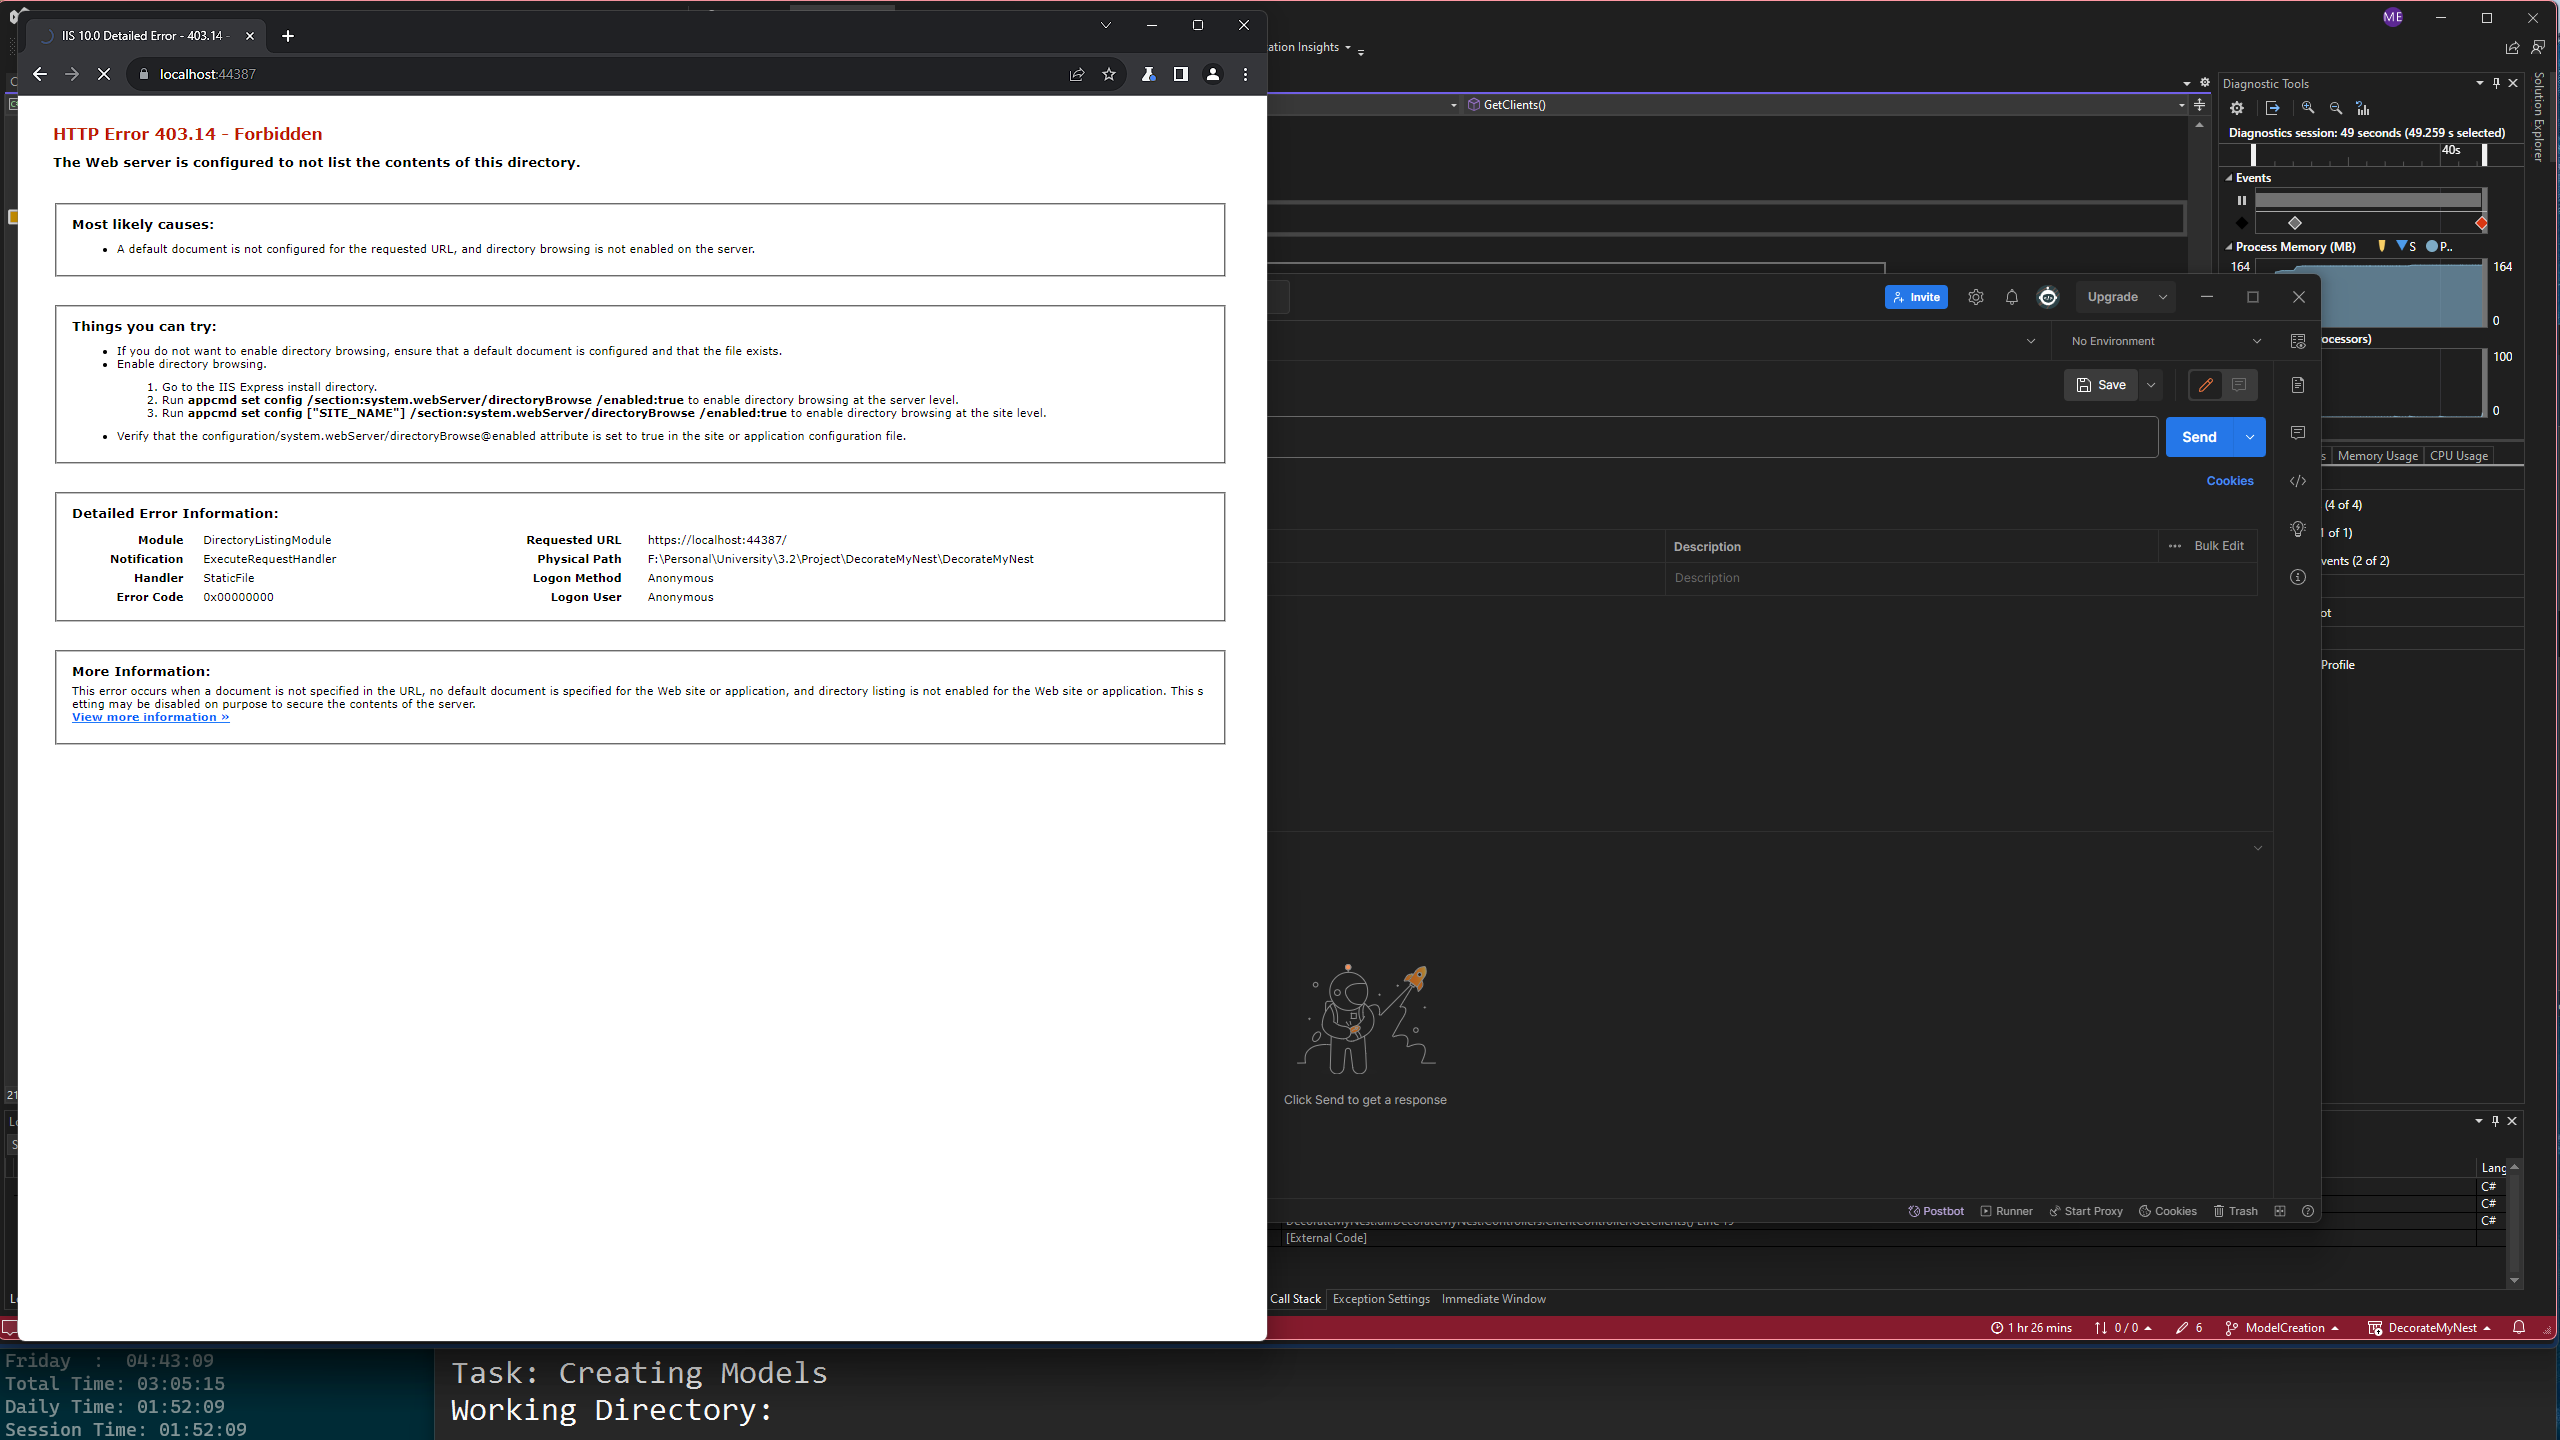 IIS 10.0 Detailed Error - 403.14 -
localhost:44387
HTTP Error 403.14 - Forbidden
The Web server is configured to not list the contents of this directory.
Most likely causes:
• A default document is not configured for the requested URL, and directory browsing is not enabled on the server.
Things you can try:
• If you do not want to enable directory browsing, ensure that a default document is configured and that the file exists.
• Enable directory browsing.
1. Go to the IIS Express install directory.
2. Run appcmd set config /section:system.webServer/directoryBrowse /enabled:true to enable directory browsing at the server level.
3. Run appcmd set config ["SITE_NAME"] /section:system.webServer/directoryBrowse /enabled:true to enable directory browsing at the site level.
• Verify that the configuration/system.webServer/directoryBrowse@enabled attribute is set to true in the site or application configuration file.
Detailed Error Information:
Module DirectoryListingModule Requested URL https://localhost:44387/
Notification ExecuteRequestHandler Physical Path F:\Personal\University\3.2\Project\DecorateMyNest\DecorateMyNest
Handler StaticFile Logon Method Anonymous
Error Code 0x00000000 Logon User Anonymous
More Information:
This error occurs when a document is not specified in the URL, no default document is specified for the Web site or application, and directory listing is not enabled for the Web site or application. This s
etting may be disabled on purpose to secure the contents of the server.
View more information »
ME
ation Insights
GetClients()
Solution Explorer
Diagnostic Tools
Diagnostics session: 49 seconds (49.259 s selected)
40s
Events
Process Memory (MB) S P..
164 164
0
ocessors)
100
0
s Memory Usage CPU Usage
(4 of 4)
1 of 1)
vents (2 of 2)
ot
Profile
Invite Upgrade
No Environment
Save
Send
Cookies
Description ••• Bulk Edit
Description
Click Send to get a response
Postbot Runner Start Proxy Cookies Trash
21
Lang
C#
C#
C#
DecorateMyNest.dll!DecorateMyNest.Controllers.ClientController.GetClients() Line 19
[External Code]
Call Stack Exception Settings Immediate Window
1 hr 26 mins 0 / 0 6 ModelCreation DecorateMyNest
Friday : 04:43:09
Total Time: 03:05:15
Daily Time: 01:52:09
Session Time: 01:52:09
Task: Creating Models
Working Directory: